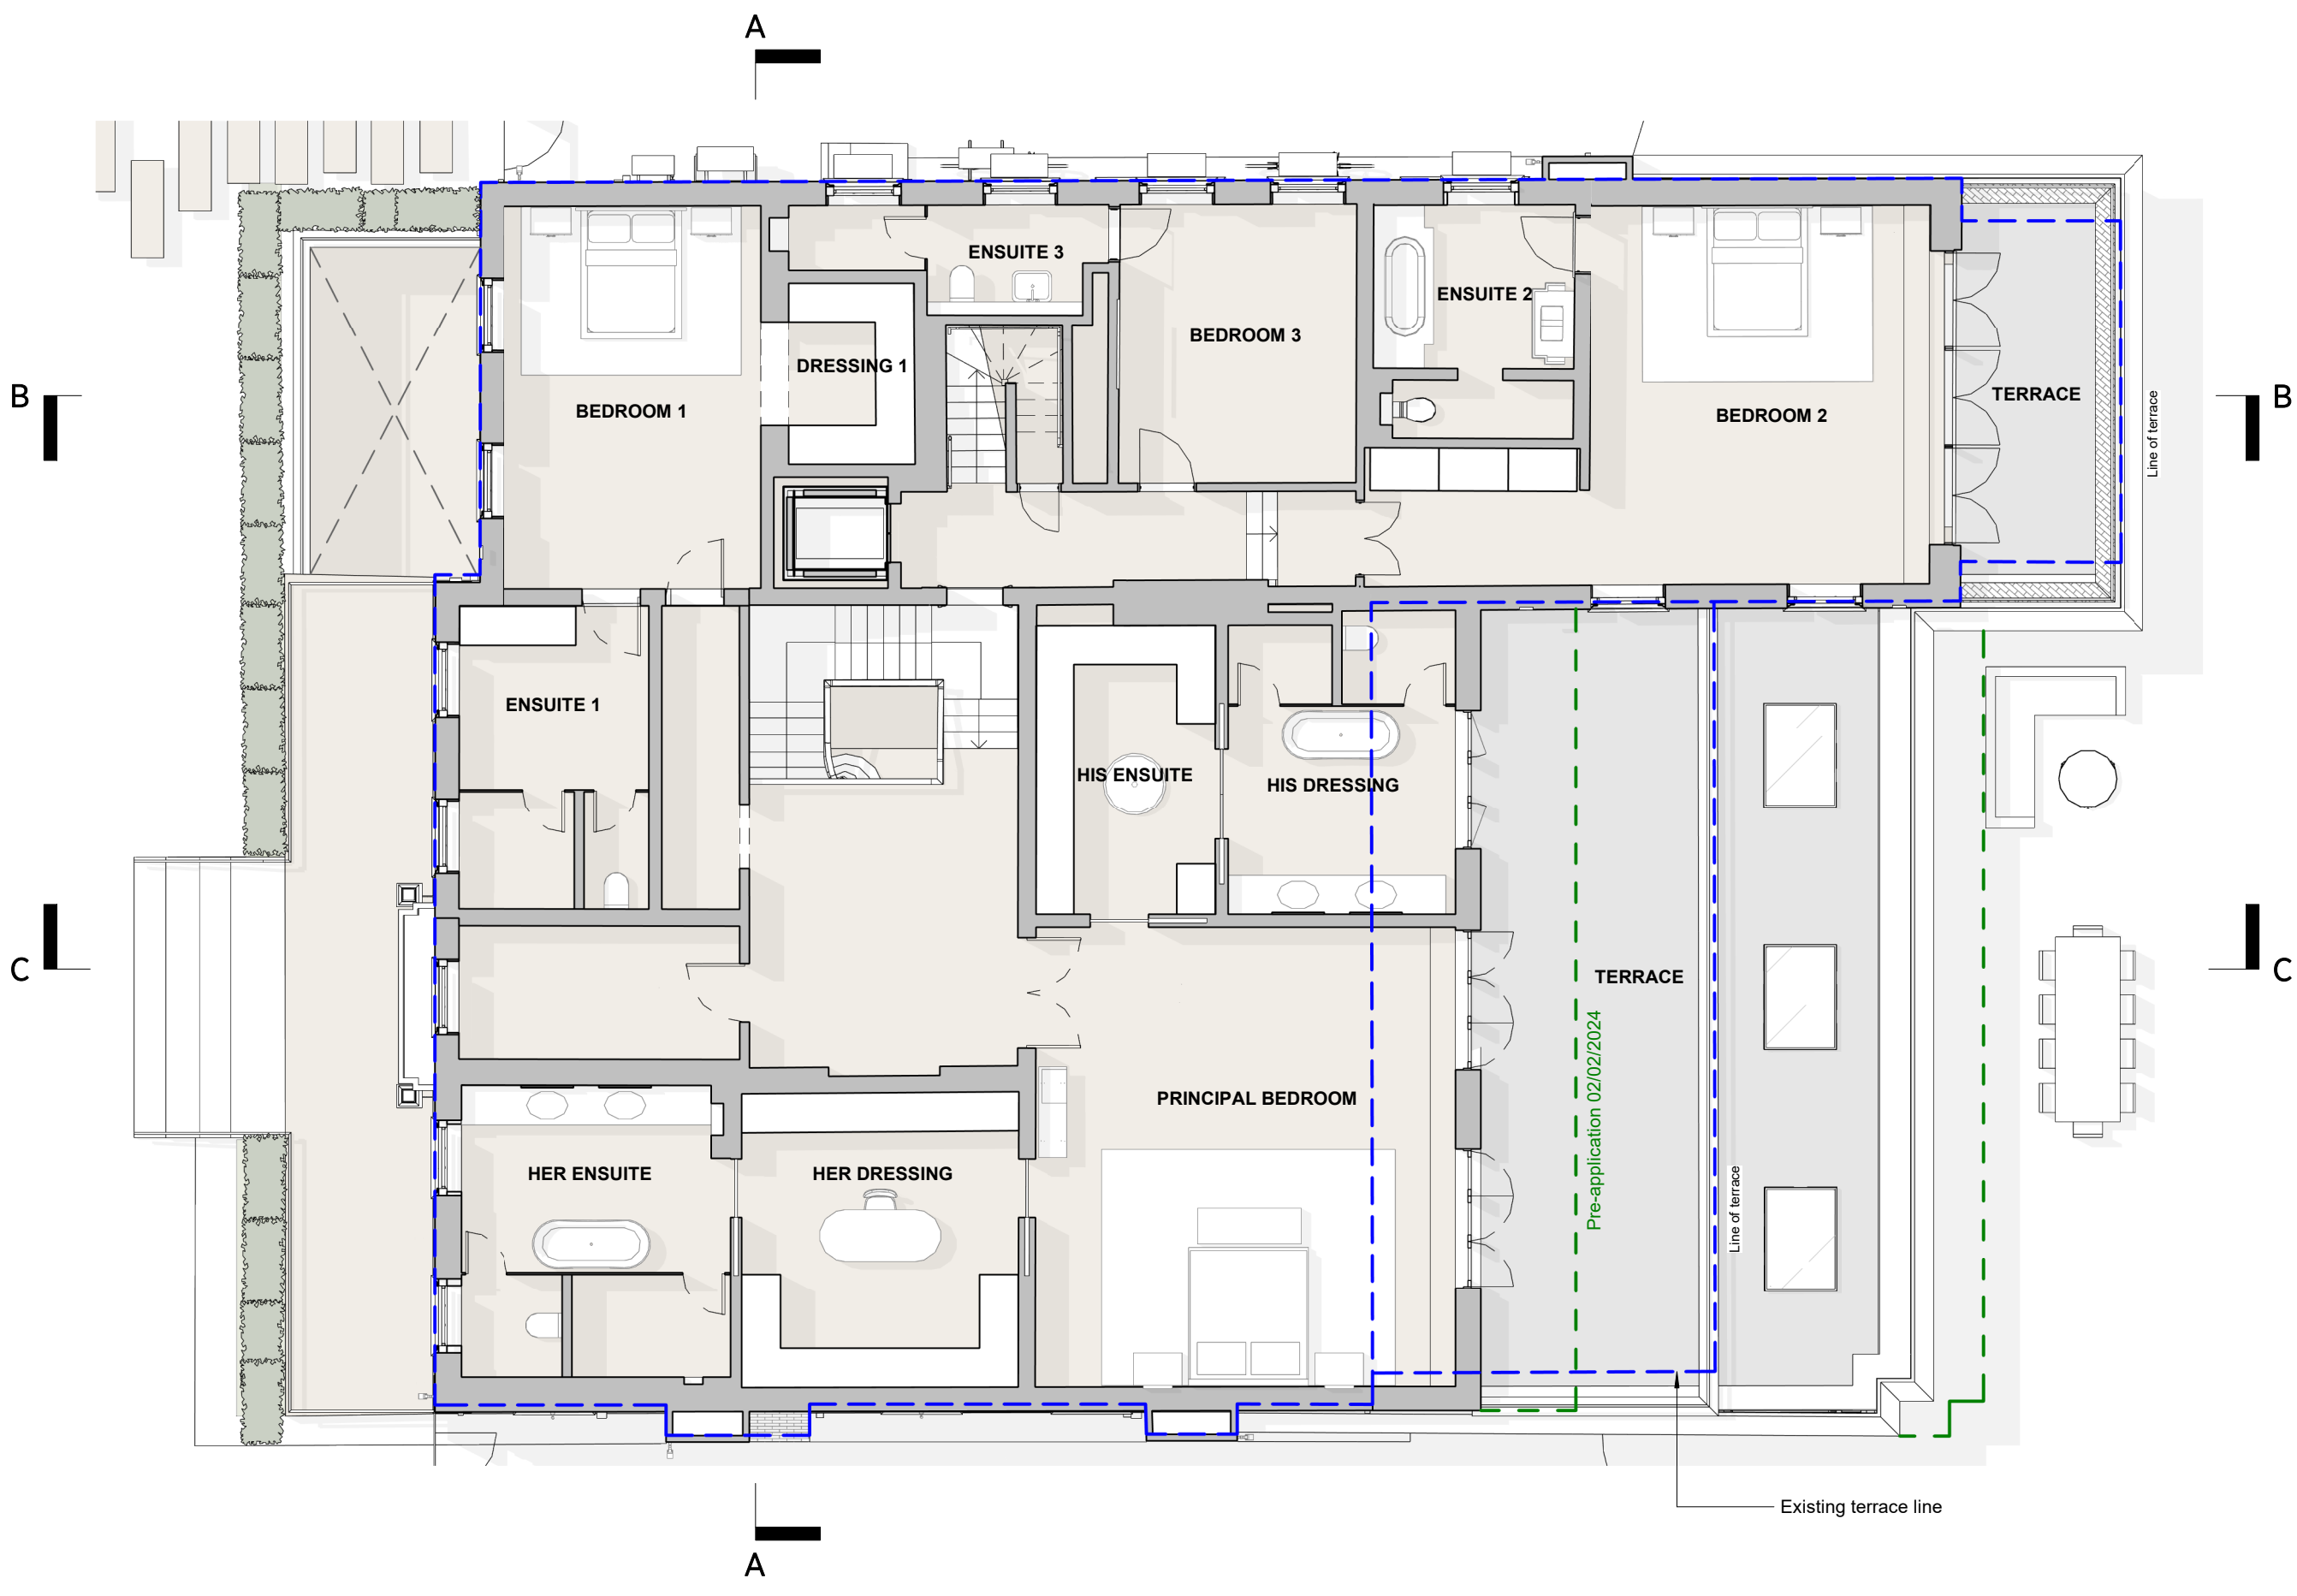 A
ENSUITE 3
ENSUITE 2
BEDROOM 3
DRESSING 1
TERRACE
B
B
BEDROOM 1
BEDROOM 2
Line of terrace
ENSUITE 1
HIS ENSUITE
HIS DRESSING
C
TERRACE
C
PRINCIPAL BEDROOM
Pre-application 02/02/2024
HER ENSUITE
HER DRESSING
Line of terrace
Existing terrace line
A